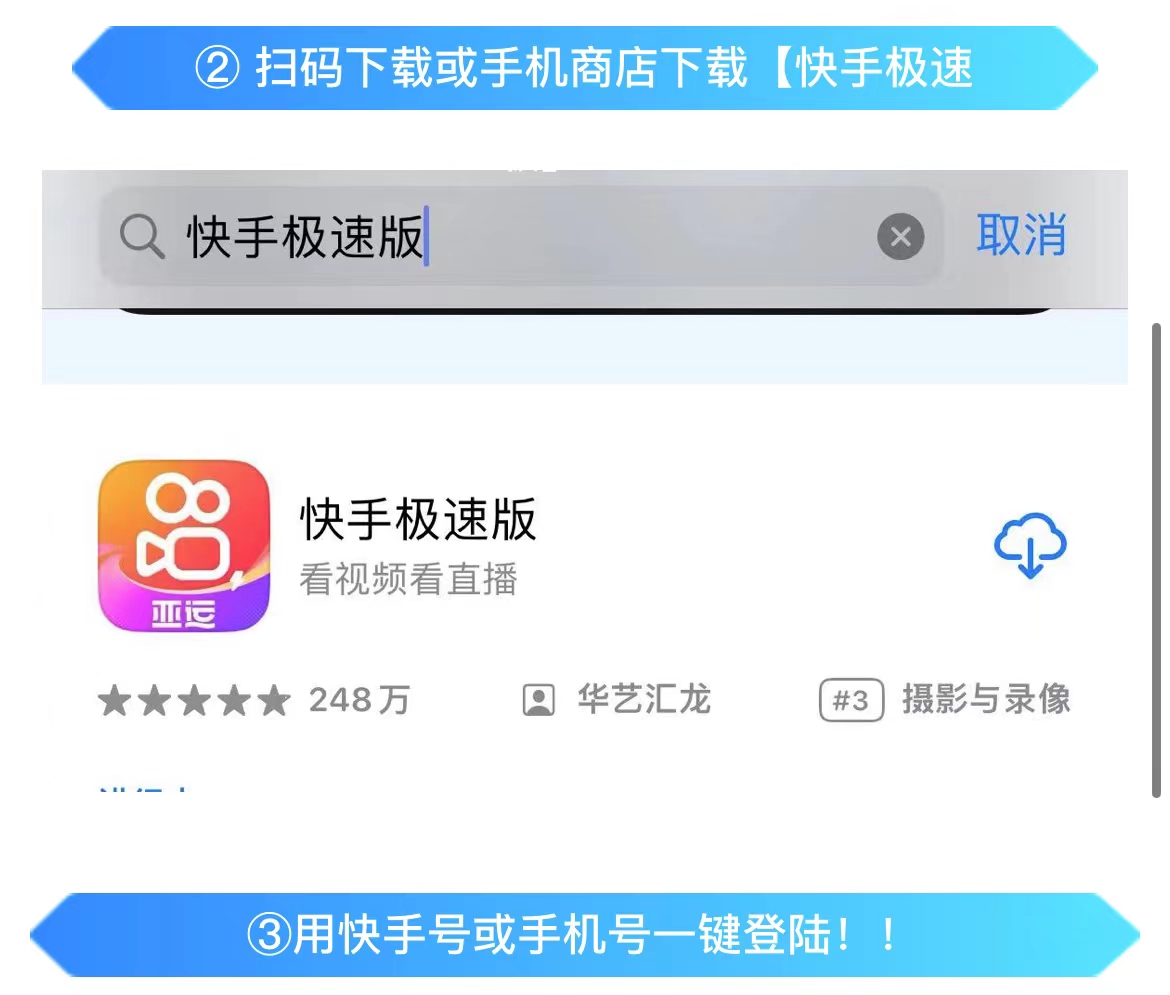 ② 扫码下载或手机商店下载【快手极速
快手极速版
取消
快手极速版
看视频看直播
亚运
248万
华艺汇龙
#3
摄影与录像
③用快手号或手机号一键登陆！！